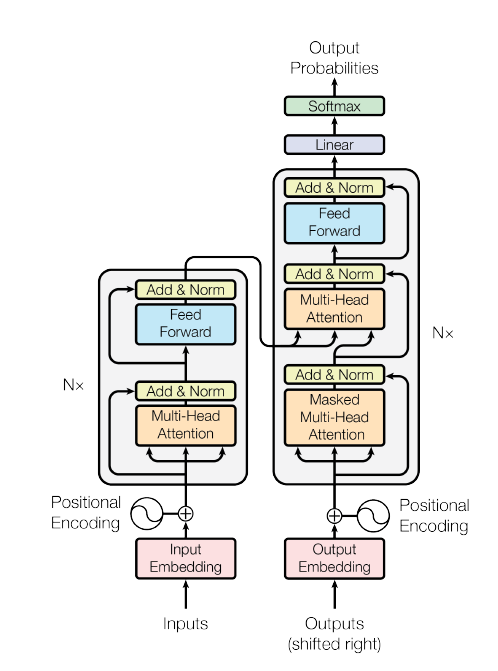 Output
Probabilities
Softmax
Linear
Add & Norm
Feed
Forward
Add & Norm
Multi-Head
Attention
Add & Norm
Masked
Multi-Head
Attention
N×
Add & Norm
Feed
Forward
Add & Norm
Multi-Head
Attention
N×
Positional
Encoding
Positional
Encoding
Input
Embedding
Output
Embedding
Inputs
Outputs
(shifted right)